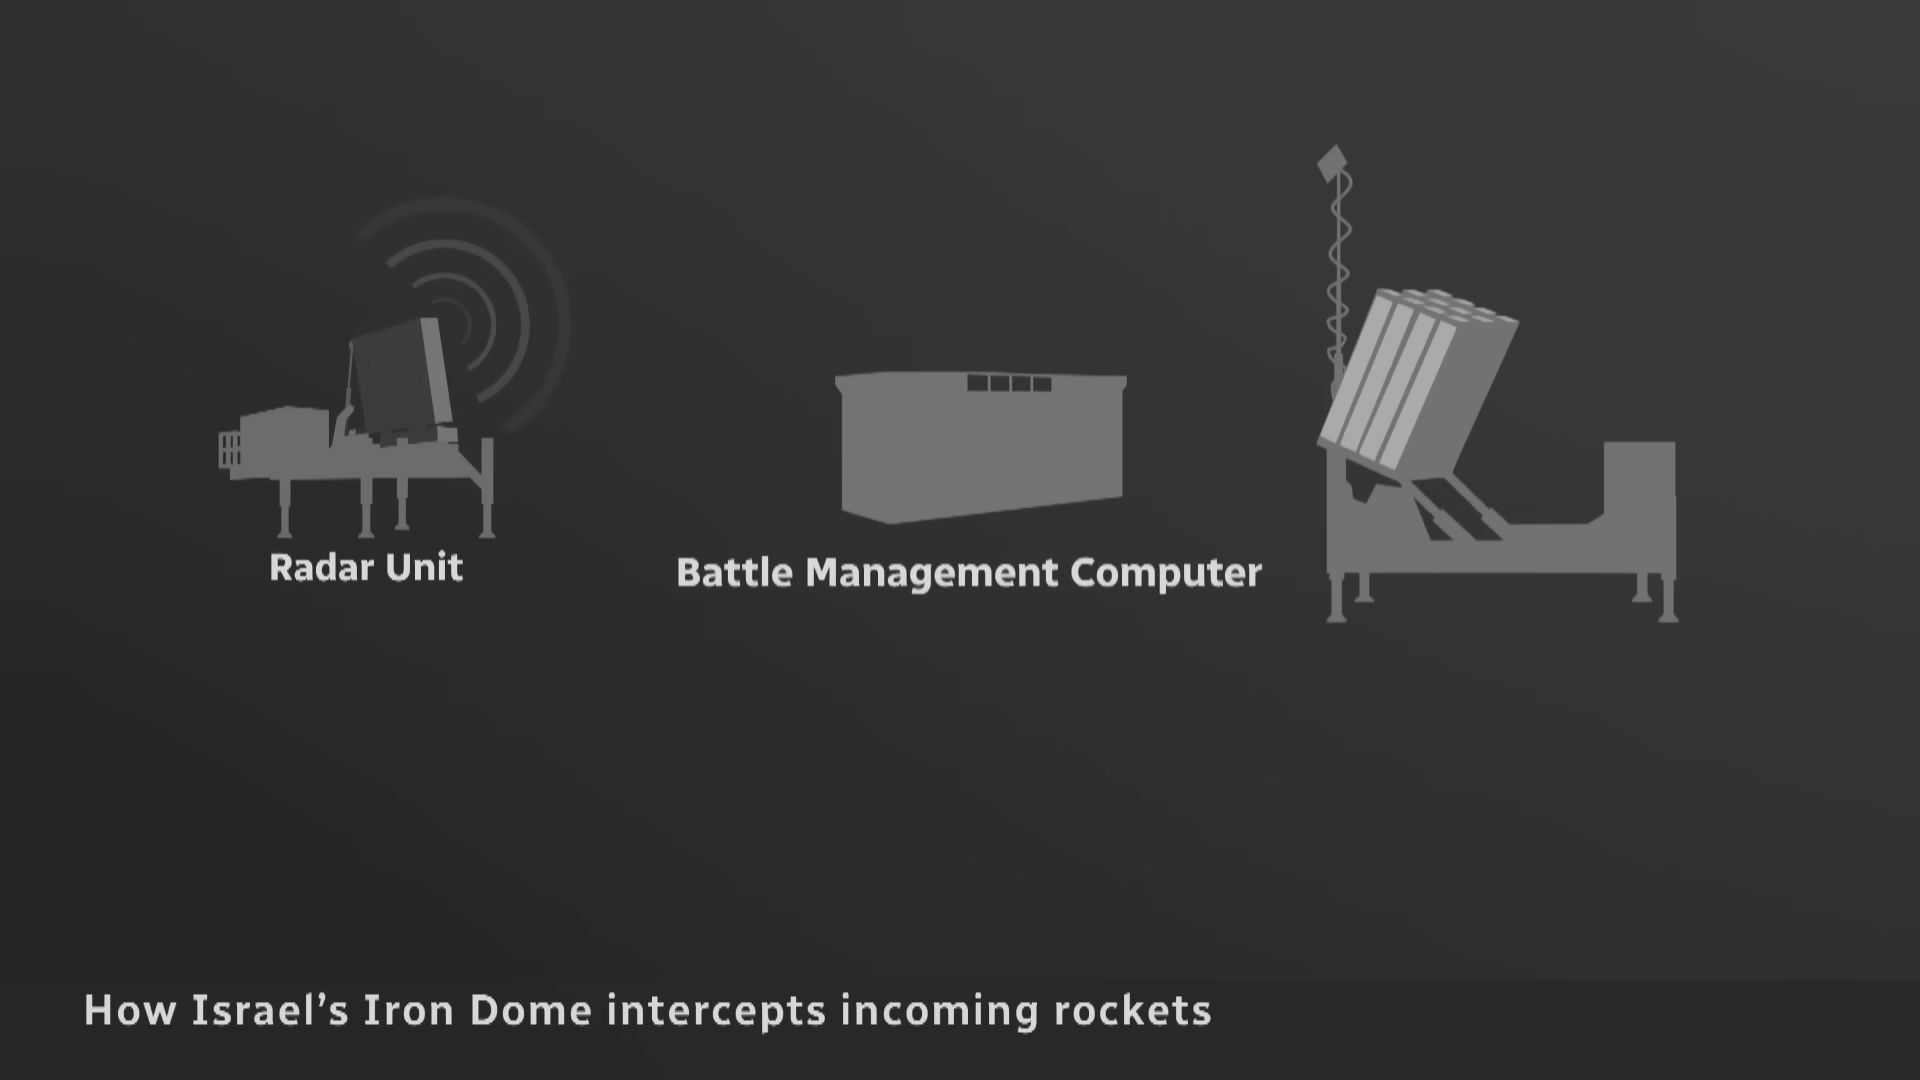 Radar Unit
Battle Management Computer
How Israel’s Iron Dome intercepts incoming rockets